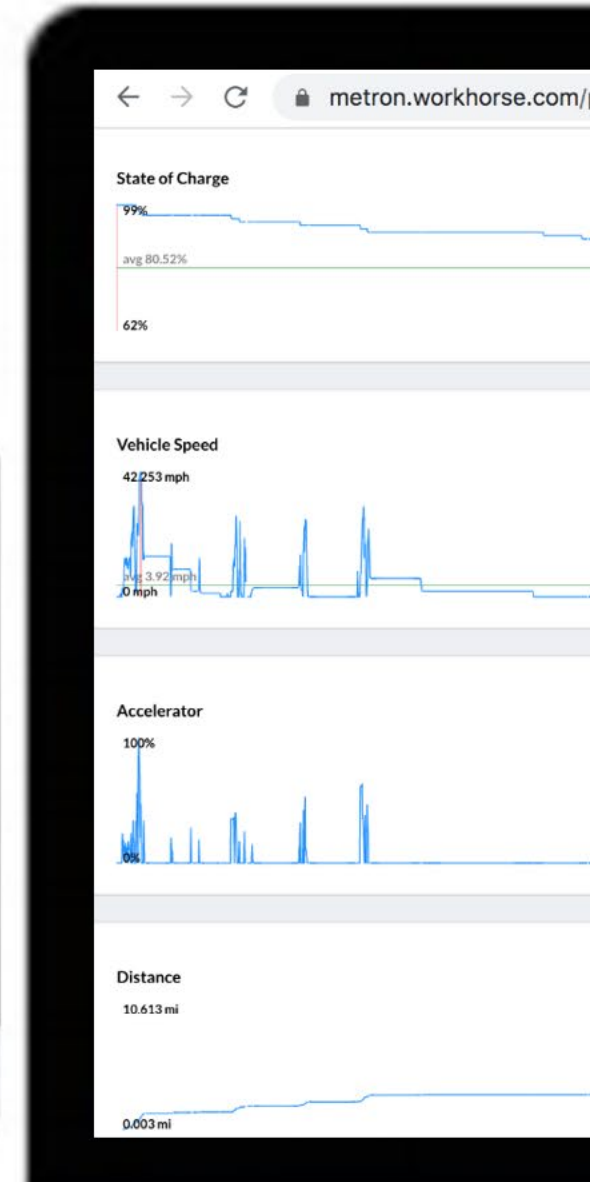 metron.workhorse.com/
State of Charge
99%
avg 80.52%
62%
Vehicle Speed
42.253 mph
avg 3.92 mph
0 mph
Accelerator
100%
0%
Distance
10.613 mi
0.003 mi